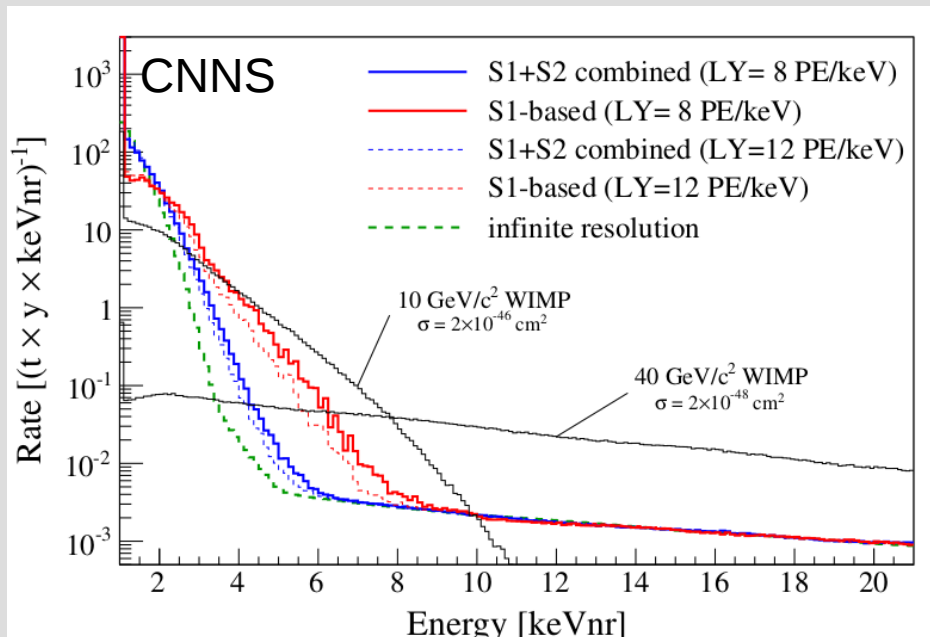 CNNS
S1+S2 combined (LY= 8 PE/keV)
S1-based (LY= 8 PE/keV)
S1+S2 combined (LY=12 PE/keV)
S1-based (LY=12 PE/keV)
infinite resolution
10 GeV/c² WIMP
σ = 2×10⁻⁴⁶ cm²
40 GeV/c² WIMP
σ = 2×10⁻⁴⁸ cm²
Rate [(t × y × keVnr)⁻¹]
10³
10²
10
1
10⁻¹
10⁻²
10⁻³
2 4 6 8 10 12 14 16 18 20
Energy [keVnr]